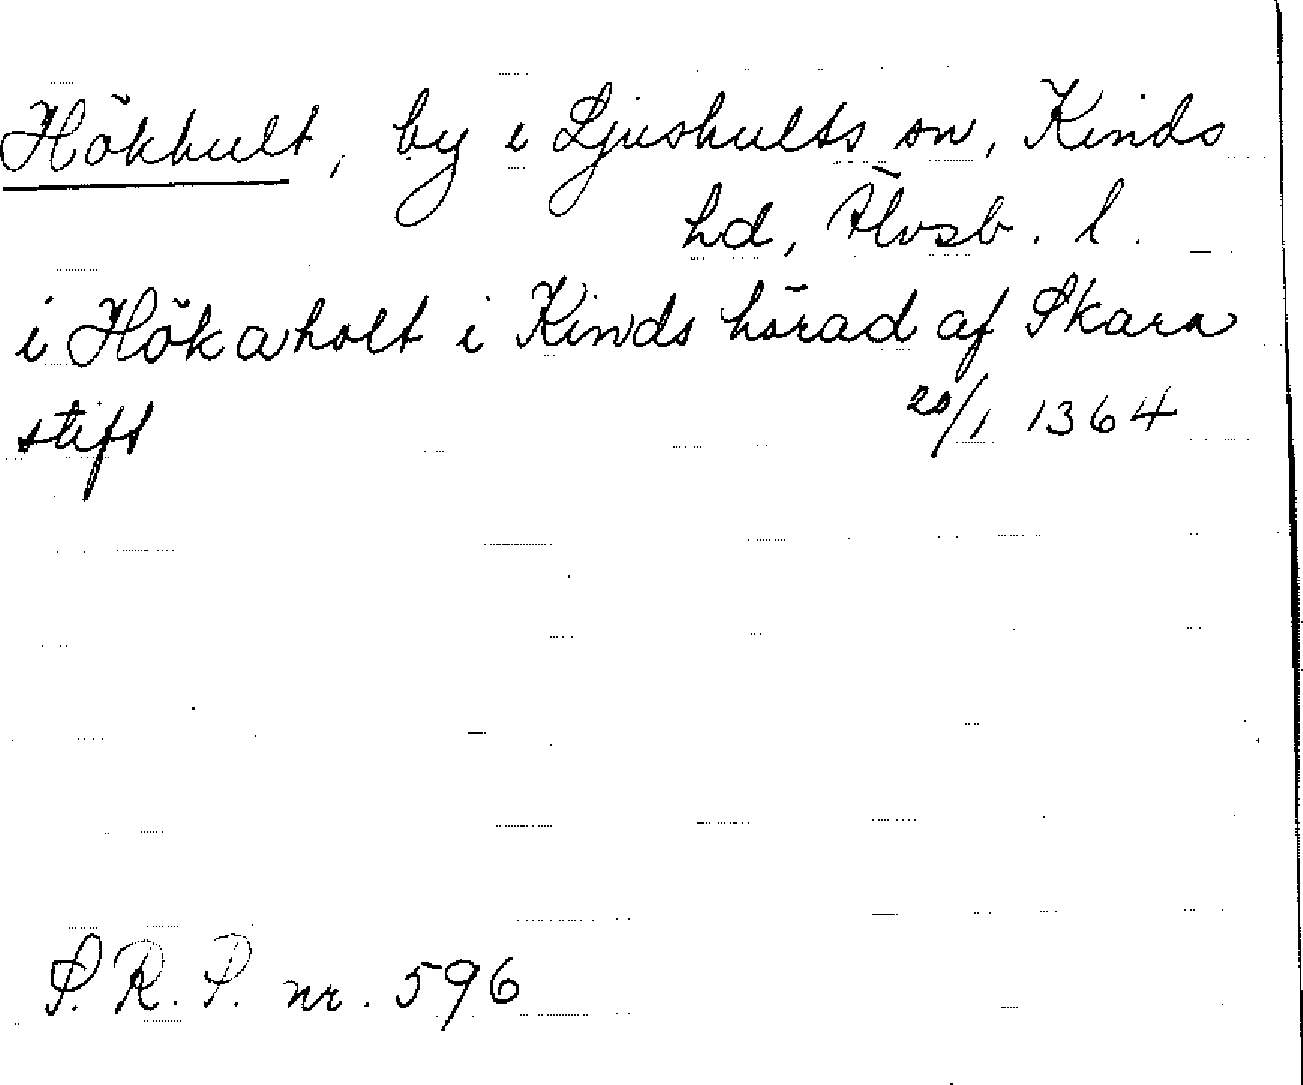 Hökhult, by i Ljushults sn, Kinds
hd, Älvsb. l.
i Hökaholt i Kinds härad af Skara
stift 20/1 1364
S. R. P. nr. 596